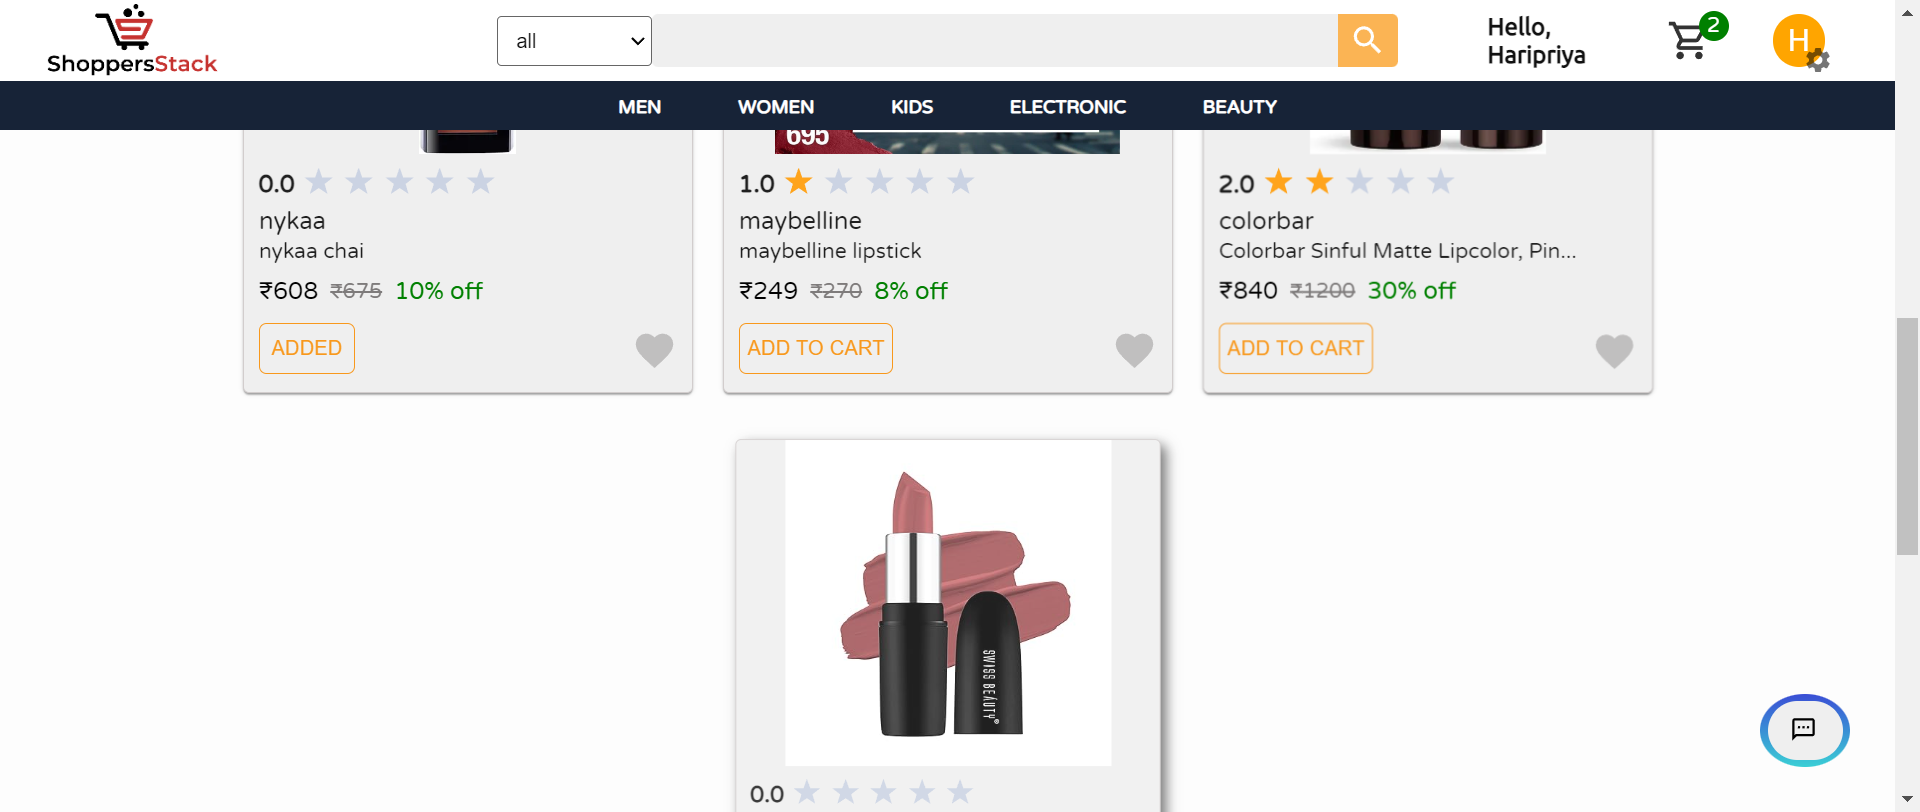 ShoppersStack
all
Hello,
Haripriya
2
H
MEN WOMEN KIDS ELECTRONIC BEAUTY
695
0.0
nykaa
nykaa chai
₹608 ₹675 10% off
ADDED
1.0
maybelline
maybelline lipstick
₹249 ₹270 8% off
ADD TO CART
2.0
colorbar
Colorbar Sinful Matte Lipcolor, Pin...
₹840 ₹1200 30% off
ADD TO CART
SWISS BEAUTY®
0.0